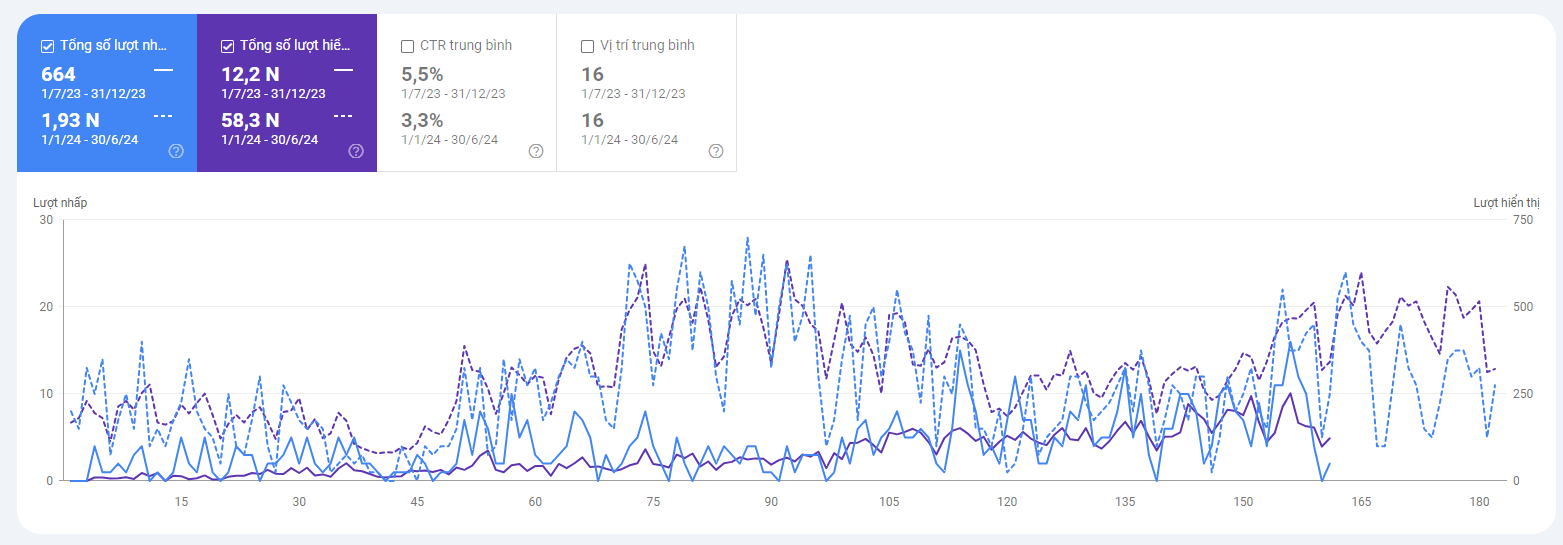 Tổng số lượt nh...
664
1/7/23 - 31/12/23
1,93 N
1/1/24 - 30/6/24
Tổng số lượt hiể...
12,2 N
1/7/23 - 31/12/23
58,3 N
1/1/24 - 30/6/24
CTR trung bình
5,5%
1/7/23 - 31/12/23
3,3%
1/1/24 - 30/6/24
Vị trí trung bình
16
1/7/23 - 31/12/23
16
1/1/24 - 30/6/24
Lượt nhấp
Lượt hiển thị
30
20
10
0
750
500
250
0
15 30 45 60 75 90 105 120 135 150 165 180